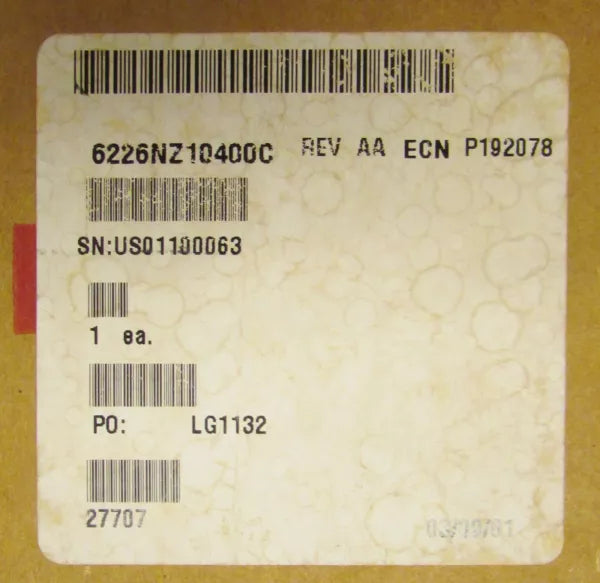 6226NZ10400C REV AA ECN P192078
SN:US01100063
1 ea.
PO: LG1132
27707